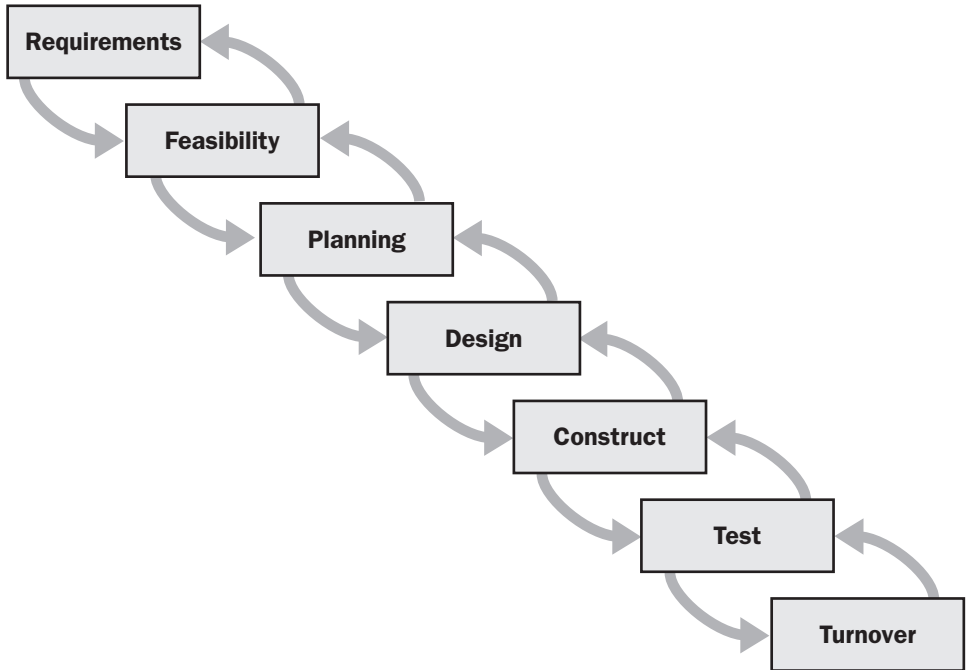 Requirements
Feasibility
Planning
Design
Construct
Test
Turnover